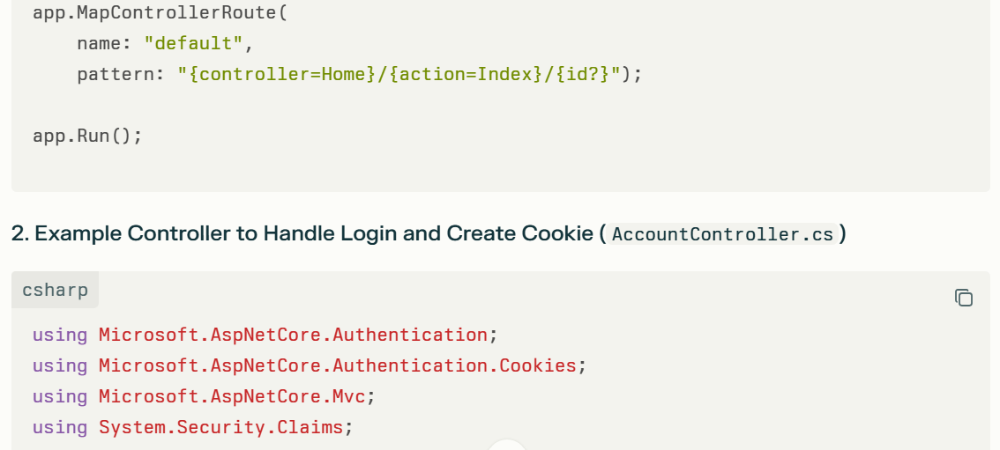 app.MapControllerRoute(
    name: "default",
    pattern: "{controller=Home}/{action=Index}/{id?}");
app.Run();
2. Example Controller to Handle Login and Create Cookie (AccountController.cs)
csharp
using Microsoft.AspNetCore.Authentication;
using Microsoft.AspNetCore.Authentication.Cookies;
using Microsoft.AspNetCore.Mvc;
using System.Security.Claims;